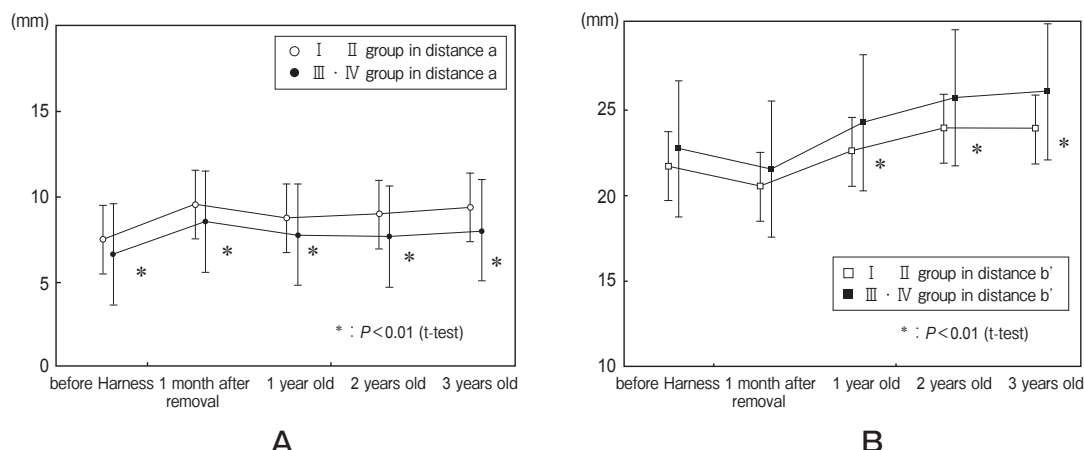 (mm)
15
10
5
0
○ Ⅰ Ⅱ group in distance a
● Ⅲ・Ⅳ group in distance a
*
*
*
*
*
* : P<0.01 (t-test)
before Harness
1 month after
removal
1 year old
2 years old
3 years old
A
(mm)
25
20
15
10
□ Ⅰ Ⅱ group in distance b'
■ Ⅲ・Ⅳ group in distance b'
*
*
*
* : P<0.01 (t-test)
before Harness
1 month after
removal
1 year old
2 years old
3 years old
B